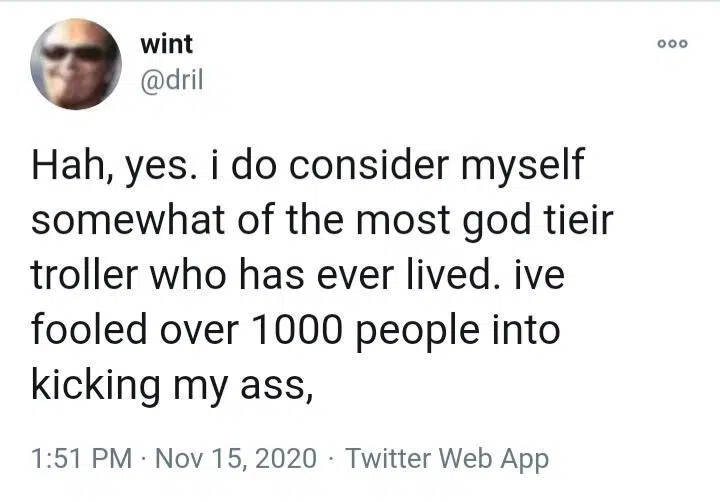 wint
@dril
Hah, yes. i do consider myself
somewhat of the most god tieir
troller who has ever lived. ive
fooled over 1000 people into
kicking my ass,
1:51 PM · Nov 15, 2020 · Twitter Web App